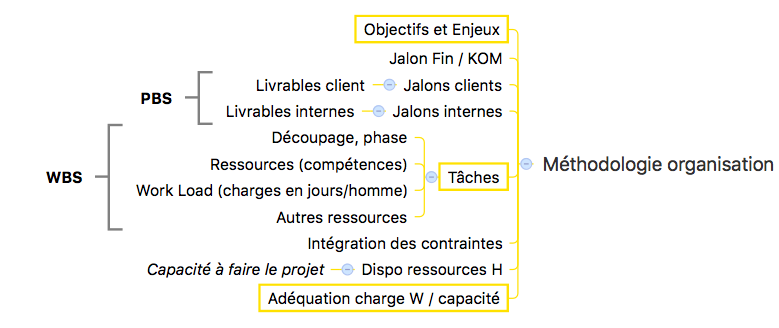 Objectifs et Enjeux
Jalon Fin / KOM
Livrables client Jalons clients
PBS
Livrables internes Jalons internes
Découpage, phase
Ressources (compétences)
WBS Tâches Méthodologie organisation
Work Load (charges en jours/homme)
Autres ressources
Intégration des contraintes
Capacité à faire le projet Dispo ressources H
Adéquation charge W / capacité